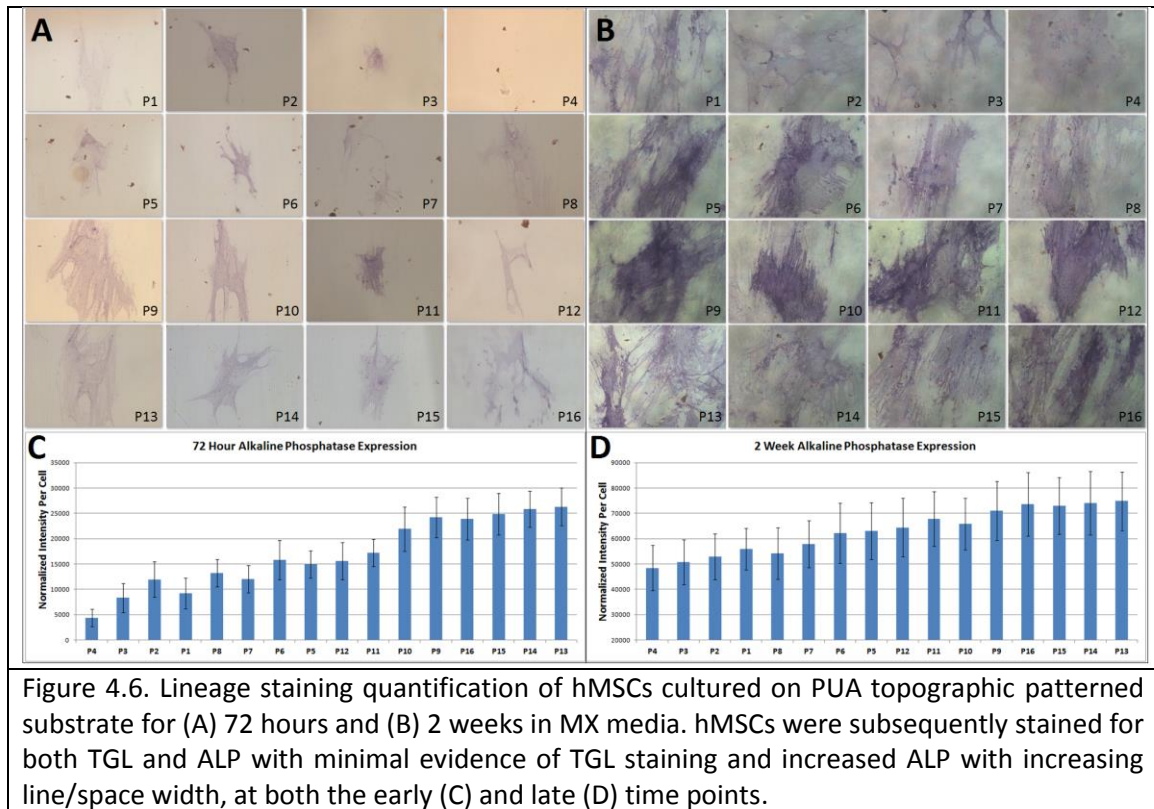 A
B
P1
P2
P3
P4
P1
P2
P3
P4
P5
P6
P7
P8
P5
P6
P7
P8
P9
P10
P11
P12
P9
P10
P11
P12
P13
P14
P15
P16
P13
P14
P15
P16
C
72 Hour Alkaline Phosphatase Expression
Normalized Intensity Per Cell
35000
30000
25000
20000
15000
10000
5000
0
P4 P3 P2 P1 P8 P7 P6 P5 P12 P11 P10 P9 P16 P15 P14 P13
D
2 Week Alkaline Phosphatase Expression
Normalized Intensity Per Cell
90000
80000
70000
60000
50000
40000
30000
20000
P4 P3 P2 P1 P8 P7 P6 P5 P12 P11 P10 P9 P16 P15 P14 P13
Figure 4.6. Lineage staining quantification of hMSCs cultured on PUA topographic patterned
substrate for (A) 72 hours and (B) 2 weeks in MX media. hMSCs were subsequently stained for
both TGL and ALP with minimal evidence of TGL staining and increased ALP with increasing
line/space width, at both the early (C) and late (D) time points.